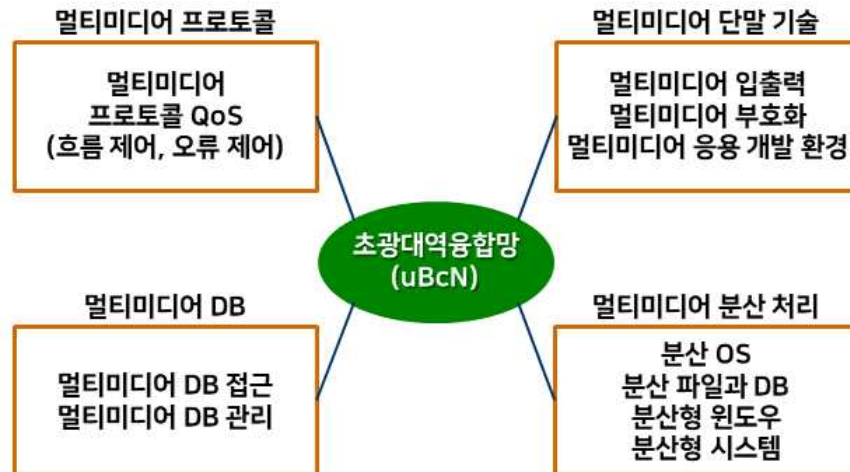 멀티미디어 프로토콜
멀티미디어
프로토콜 QoS
(흐름 제어, 오류 제어)
멀티미디어 단말 기술
멀티미디어 입출력
멀티미디어 부호화
멀티미디어 응용 개발 환경
초광대역융합망
(uBcN)
멀티미디어 DB
멀티미디어 DB 접근
멀티미디어 DB 관리
멀티미디어 분산 처리
분산 OS
분산 파일과 DB
분산형 윈도우
분산형 시스템